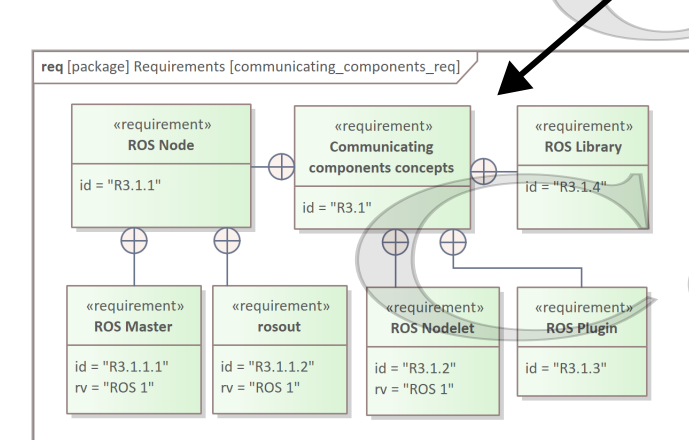 req [package] Requirements [communicating_components_req]
«requirement»
ROS Node
id = "R3.1.1"
«requirement»
Communicating
components concepts
id = "R3.1"
«requirement»
ROS Library
id = "R3.1.4"
«requirement»
ROS Master
id = "R3.1.1.1"
rv = "ROS 1"
«requirement»
rosout
id = "R3.1.1.2"
rv = "ROS 1"
«requirement»
ROS Nodelet
id = "R3.1.2"
rv = "ROS 1"
«requirement»
ROS Plugin
id = "R3.1.3"